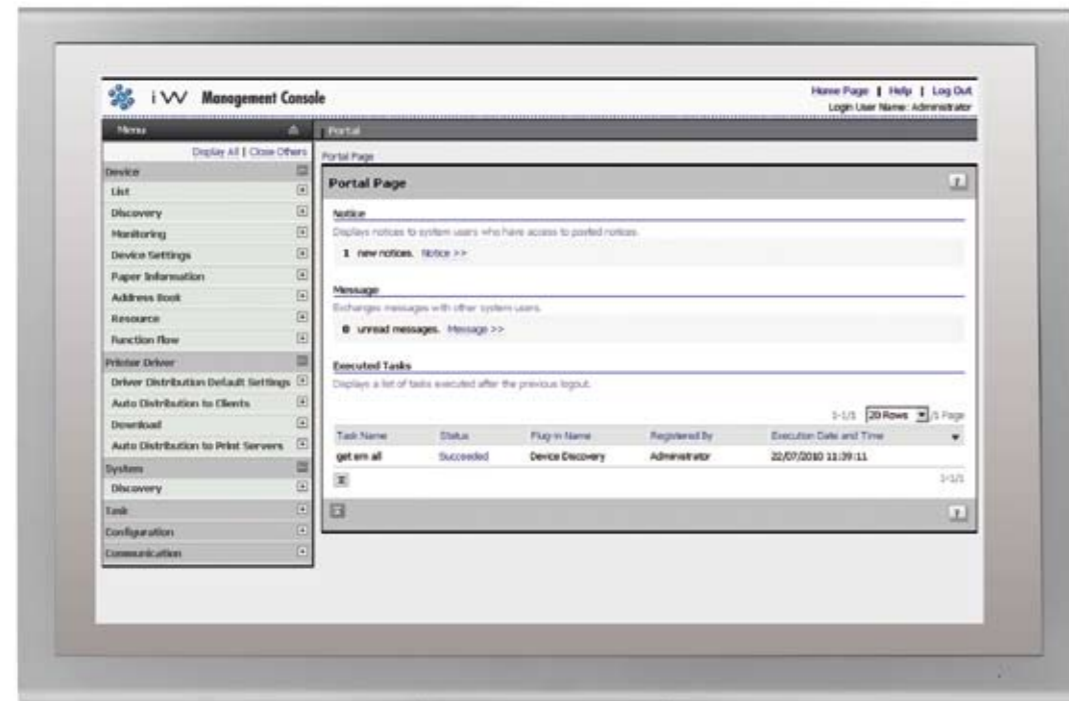 iW Management Console
Home Page | Help | Log Out
Login User Name: Administrator
Menu
Display All | Close Others
Device
List
Discovery
Monitoring
Device Settings
Paper Information
Address Book
Resource
Function Flow
Printer Driver
Driver Distribution Default Settings
Auto Distribution to Clients
Download
Auto Distribution to Print Servers
System
Discovery
Task
Configuration
Communication
Portal
Portal Page
Portal Page
Notice
Displays notices to system users who have access to posted notices.
1 new notices. Notice >>
Message
Exchanges messages with other system users.
0 unread messages. Message >>
Executed Tasks
Displays a list of tasks executed after the previous logout.
1-1/1 20 Rows /1 Page
Task Name Status Plug-in Name Registered By Execution Date and Time
get em all Succeeded Device Discovery Administrator 22/07/2010 11:39:11
1-1/1